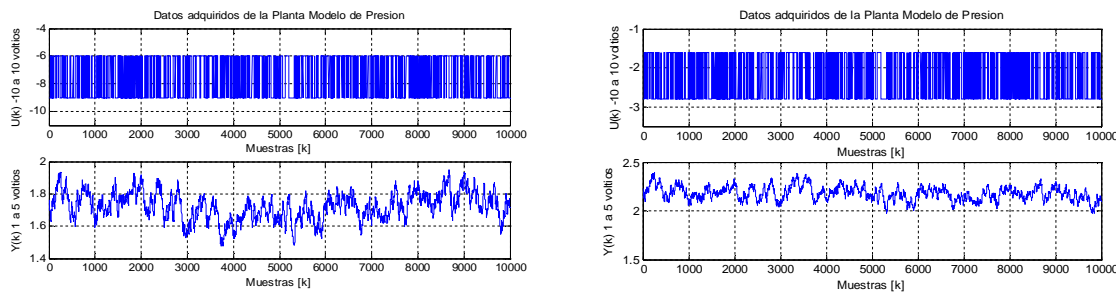 Datos adquiridos de la Planta Modelo de Presion
U(k) -10 a 10 voltios
-4
-6
-8
-10
0 1000 2000 3000 4000 5000 6000 7000 8000 9000 10000
Muestras [k]
Y(k) 1 a 5 voltios
2
1.8
1.6
1.4
0 1000 2000 3000 4000 5000 6000 7000 8000 9000 10000
Muestras [k]
Datos adquiridos de la Planta Modelo de Presion
U(k) -10 a 10 voltios
-1
-2
-3
0 1000 2000 3000 4000 5000 6000 7000 8000 9000 10000
Muestras [k]
Y(k) 1 a 5 voltios
2.5
2
1.5
0 1000 2000 3000 4000 5000 6000 7000 8000 9000 10000
Muestras [k]